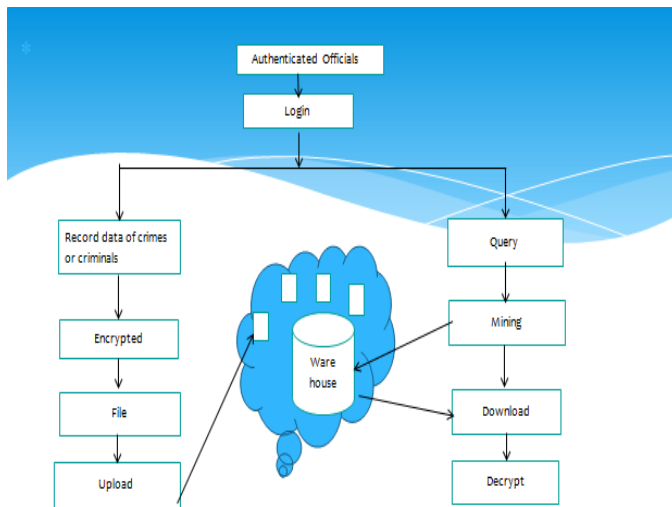 *
Authenticated Officials
Login
Record data of crimes
or criminals
Encrypted
File
Upload
Ware
house
Query
Mining
Download
Decrypt